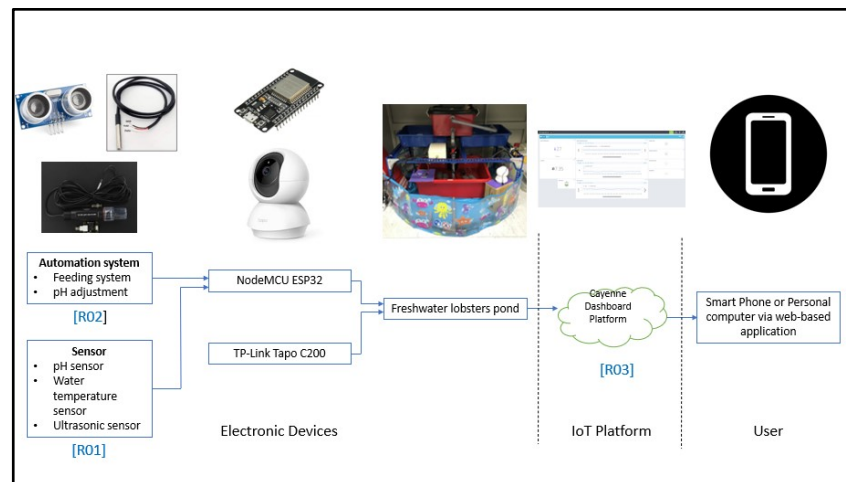 Automation system
• Feeding system
• pH adjustment
[R02]
Sensor
• pH sensor
• Water
temperature
sensor
• Ultrasonic sensor
[R01]
NodeMCU ESP32
TP-Link Tapo C200
Electronic Devices
Freshwater lobsters pond
Cayenne
Dashboard
Platform
[R03]
IoT Platform
Smart Phone or Personal
computer via web-based
application
User